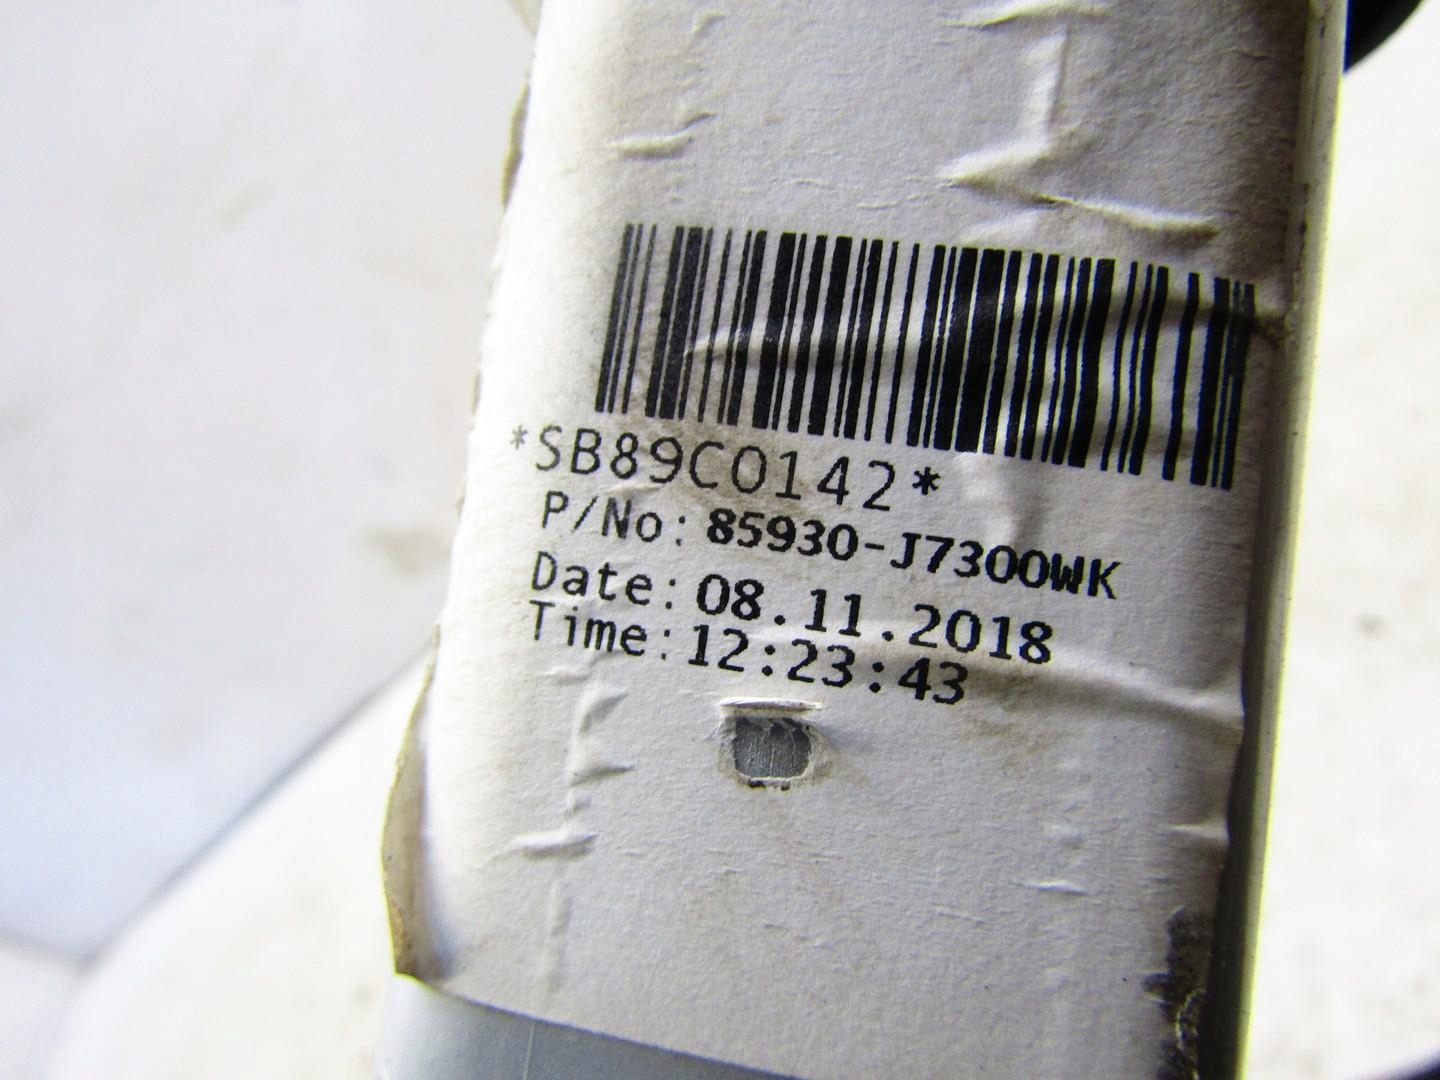 *SB89C0142*
P/No: 85930-J7300WK
Date: 08.11.2018
Time: 12:23:43